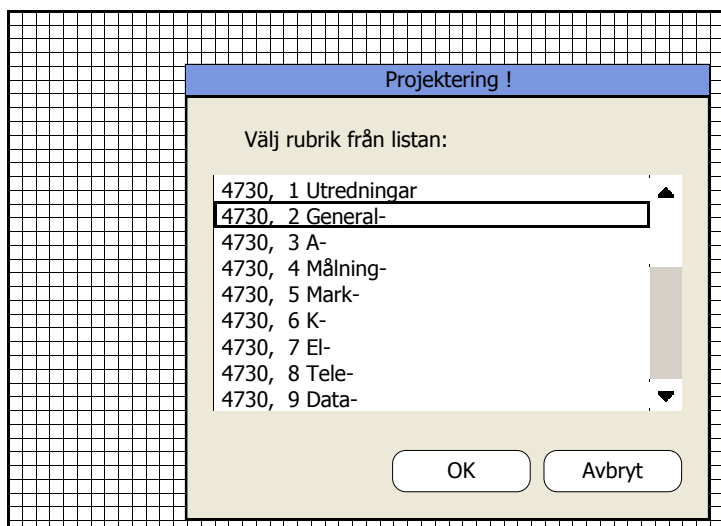 Projektering !
Välj rubrik från listan:
4730, 1 Utredningar
4730, 2 General-
4730, 3 A-
4730, 4 Målning-
4730, 5 Mark-
4730, 6 K-
4730, 7 El-
4730, 8 Tele-
4730, 9 Data-
OK Avbryt